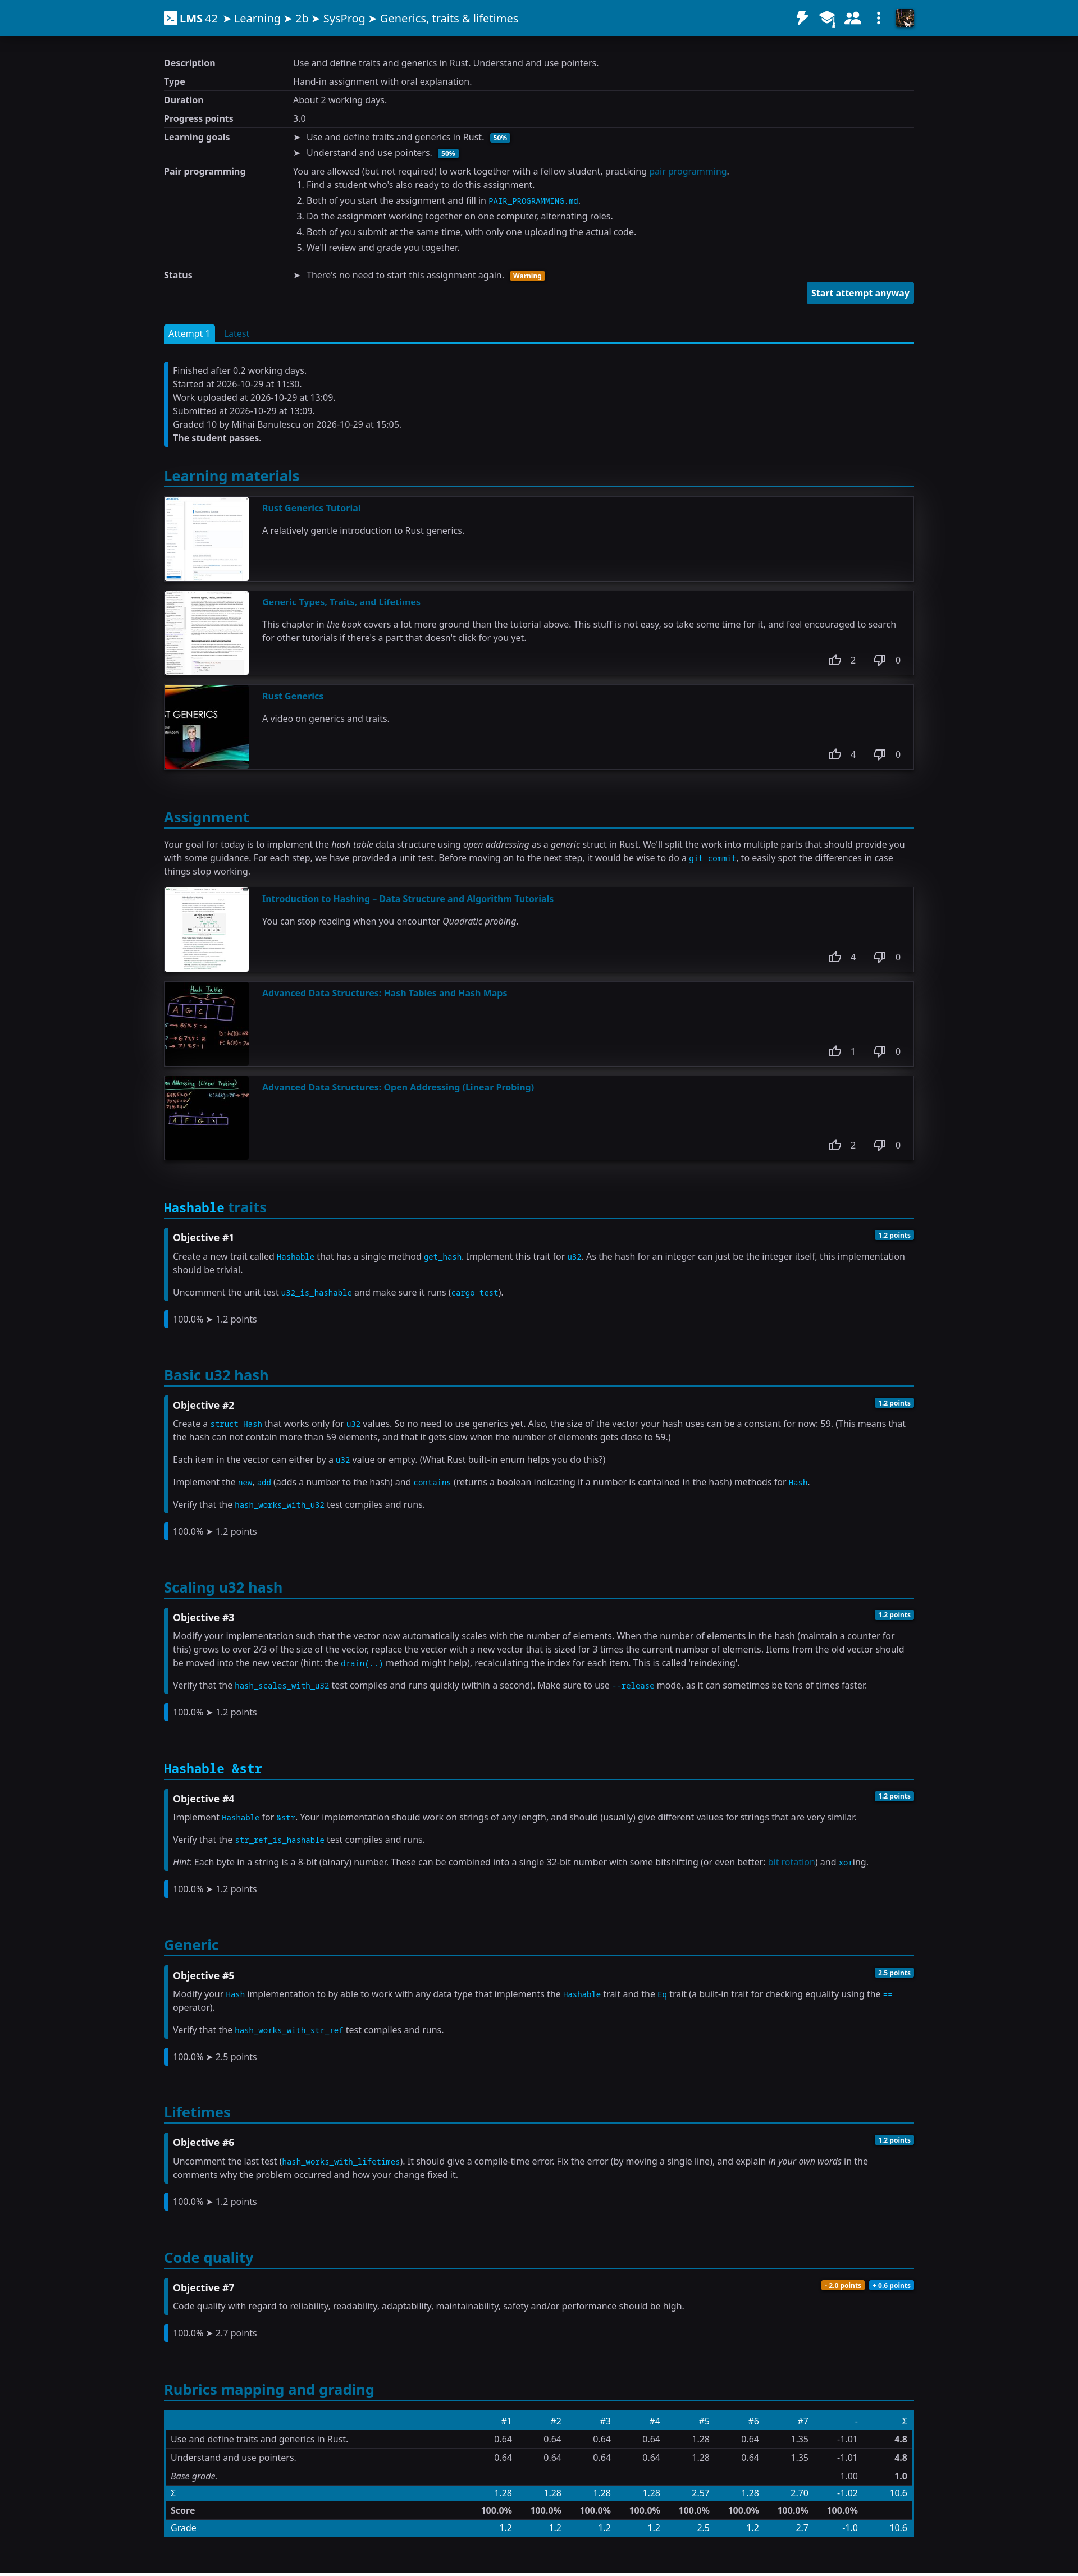 LMS 42 ➤ Learning ➤ 2b ➤ SysProg ➤ Generics, traits & lifetimes
Description Use and define traits and generics in Rust. Understand and use pointers.
Type Hand-in assignment with oral explanation.
Duration About 2 working days.
Progress points 3.0
Learning goals ➤ Use and define traits and generics in Rust. 50%
➤ Understand and use pointers. 50%
Pair programming You are allowed (but not required) to work together with a fellow student, practicing pair programming.
1. Find a student who's also ready to do this assignment.
2. Both of you start the assignment and fill in PAIR_PROGRAMMING.md.
3. Do the assignment working together on one computer, alternating roles.
4. Both of you submit at the same time, with only one uploading the actual code.
5. We'll review and grade you together.
Status ➤ There's no need to start this assignment again. Warning
Start attempt anyway
Attempt 1 Latest
Finished after 0.2 working days.
Started at 2026-10-29 at 11:30.
Work uploaded at 2026-10-29 at 13:09.
Submitted at 2026-10-29 at 13:09.
Graded 10 by Mihai Banulescu on 2026-10-29 at 15:05.
The student passes.
Learning materials
Rust Generics Tutorial
A relatively gentle introduction to Rust generics.
Generic Types, Traits, and Lifetimes
This chapter in the book covers a lot more ground than the tutorial above. This stuff is not easy, so take some time for it, and feel encouraged to search
for other tutorials if there's a part that doesn't click for you yet.
2 0
ST GENERICS
Rust Generics
A video on generics and traits.
4 0
Assignment
Your goal for today is to implement the hash table data structure using open addressing as a generic struct in Rust. We'll split the work into multiple parts that should provide you
with some guidance. For each step, we have provided a unit test. Before moving on to the next step, it would be wise to do a git commit, to easily spot the differences in case
things stop working.
Introduction to Hashing – Data Structure and Algorithm Tutorials
You can stop reading when you encounter Quadratic probing.
4 0
Hash Tables
A G C
Advanced Data Structures: Hash Tables and Hash Maps
1 0
Addressing (Linear Probing)
A F G
Advanced Data Structures: Open Addressing (Linear Probing)
2 0
Hashable traits
Objective #1 1.2 points
Create a new trait called Hashable that has a single method get_hash. Implement this trait for u32. As the hash for an integer can just be the integer itself, this implementation
should be trivial.
Uncomment the unit test u32_is_hashable and make sure it runs (cargo test).
100.0% ➤ 1.2 points
Basic u32 hash
Objective #2 1.2 points
Create a struct Hash that works only for u32 values. So no need to use generics yet. Also, the size of the vector your hash uses can be a constant for now: 59. (This means that
the hash can not contain more than 59 elements, and that it gets slow when the number of elements gets close to 59.)
Each item in the vector can either by a u32 value or empty. (What Rust built-in enum helps you do this?)
Implement the new, add (adds a number to the hash) and contains (returns a boolean indicating if a number is contained in the hash) methods for Hash.
Verify that the hash_works_with_u32 test compiles and runs.
100.0% ➤ 1.2 points
Scaling u32 hash
Objective #3 1.2 points
Modify your implementation such that the vector now automatically scales with the number of elements. When the number of elements in the hash (maintain a counter for
this) grows to over 2/3 of the size of the vector, replace the vector with a new vector that is sized for 3 times the current number of elements. Items from the old vector should
be moved into the new vector (hint: the drain(..) method might help), recalculating the index for each item. This is called 'reindexing'.
Verify that the hash_scales_with_u32 test compiles and runs quickly (within a second). Make sure to use --release mode, as it can sometimes be tens of times faster.
100.0% ➤ 1.2 points
Hashable &str
Objective #4 1.2 points
Implement Hashable for &str. Your implementation should work on strings of any length, and should (usually) give different values for strings that are very similar.
Verify that the str_ref_is_hashable test compiles and runs.
Hint: Each byte in a string is a 8-bit (binary) number. These can be combined into a single 32-bit number with some bitshifting (or even better: bit rotation) and xoring.
100.0% ➤ 1.2 points
Generic
Objective #5 2.5 points
Modify your Hash implementation to by able to work with any data type that implements the Hashable trait and the Eq trait (a built-in trait for checking equality using the ==
operator).
Verify that the hash_works_with_str_ref test compiles and runs.
100.0% ➤ 2.5 points
Lifetimes
Objective #6 1.2 points
Uncomment the last test (hash_works_with_lifetimes). It should give a compile-time error. Fix the error (by moving a single line), and explain in your own words in the
comments why the problem occurred and how your change fixed it.
100.0% ➤ 1.2 points
Code quality
Objective #7 - 2.0 points + 0.6 points
Code quality with regard to reliability, readability, adaptability, maintainability, safety and/or performance should be high.
100.0% ➤ 2.7 points
Rubrics mapping and grading
#1 #2 #3 #4 #5 #6 #7 - Σ
Use and define traits and generics in Rust. 0.64 0.64 0.64 0.64 1.28 0.64 1.35 -1.01 4.8
Understand and use pointers. 0.64 0.64 0.64 0.64 1.28 0.64 1.35 -1.01 4.8
Base grade. 1.00 1.0
Σ 1.28 1.28 1.28 1.28 2.57 1.28 2.70 -1.02 10.6
Score 100.0% 100.0% 100.0% 100.0% 100.0% 100.0% 100.0% 100.0%
Grade 1.2 1.2 1.2 1.2 2.5 1.2 2.7 -1.0 10.6